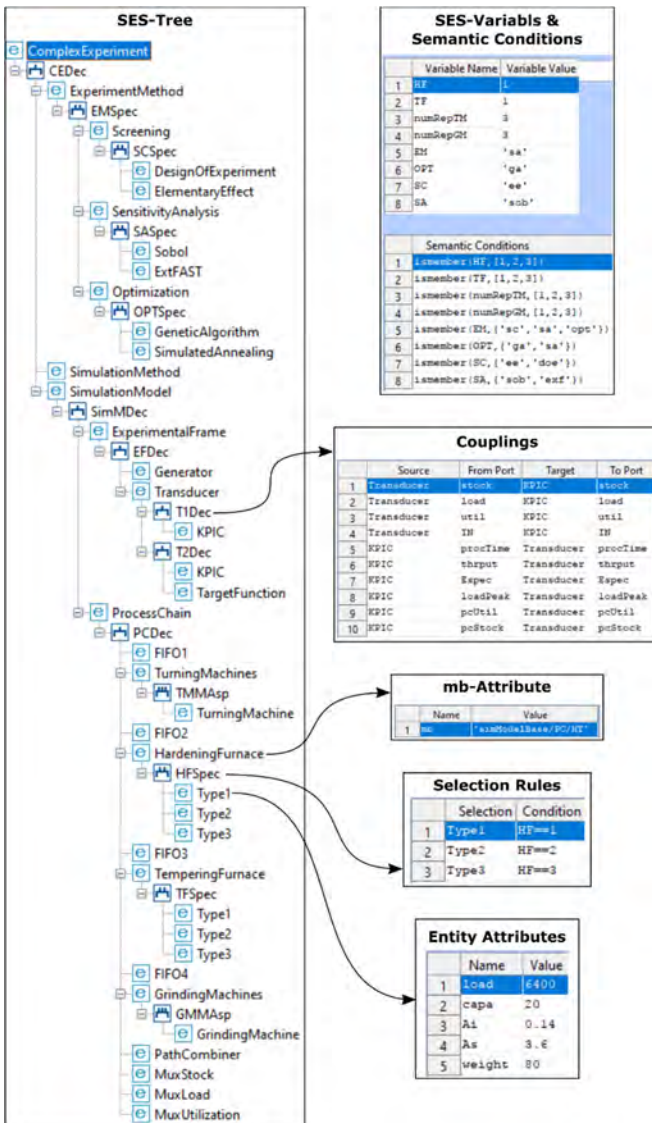 SES-Tree
ComplexExperiment
CEDec
ExperimentMethod
EMSpec
Screening
SCSpec
DesignOfExperiment
ElementaryEffect
SensitivityAnalysis
SASpec
Sobol
ExtFAST
Optimization
OPTSpec
GeneticAlgorithm
SimulatedAnnealing
SimulationMethod
SimulationModel
SimMDec
ExperimentalFrame
EFDec
Generator
Transducer
T1Dec
KPIC
T2Dec
KPIC
TargetFunction
ProcessChain
PCDec
FIFO1
TurningMachines
TMMAsp
TurningMachine
FIFO2
HardeningFurnace
HFSpec
Type1
Type2
Type3
FIFO3
TemperingFurnace
TFSpec
Type1
Type2
Type3
FIFO4
GrindingMachines
GMMAsp
GrindingMachine
PathCombiner
MuxStock
MuxLoad
MuxUtilization
SES-Variabls &
Semantic Conditions
Variable Name Variable Value
1 HF 1
2 TF 1
3 numRepTM 3
4 numRepGM 3
5 EM 'sa'
6 OPT 'ga'
7 SC 'ee'
8 SA 'sob'
Semantic Conditions
1 ismember(HF,[1,2,3])
2 ismember(TF,[1,2,3])
3 ismember(numRepTM,[1,2,3])
4 ismember(numRepGM,[1,2,3])
5 ismember(EM,{'sc','sa','opt'})
6 ismember(OPT,{'ga','sa'})
7 ismember(SC,{'ee','doe'})
8 ismember(SA,{'sob','exf'})
Couplings
Source From Port Target To Port
1 Transducer stock KPIC stock
2 Transducer load KPIC load
3 Transducer util KPIC util
4 Transducer IN KPIC IN
5 KPIC procTime Transducer procTime
6 KPIC thrput Transducer thrput
7 KPIC Espec Transducer Espec
8 KPIC loadPeak Transducer loadPeak
9 KPIC pcUtil Transducer pcUtil
10 KPIC pcStock Transducer pcStock
mb-Attribute
Name Value
1 mb 'simModelBase/PC/HT'
Selection Rules
Selection Condition
1 Type1 HF==1
2 Type2 HF==2
3 Type3 HF==3
Entity Attributes
Name Value
1 load 6400
2 capa 20
3 Ai 0.14
4 As 3.6
5 weight 80